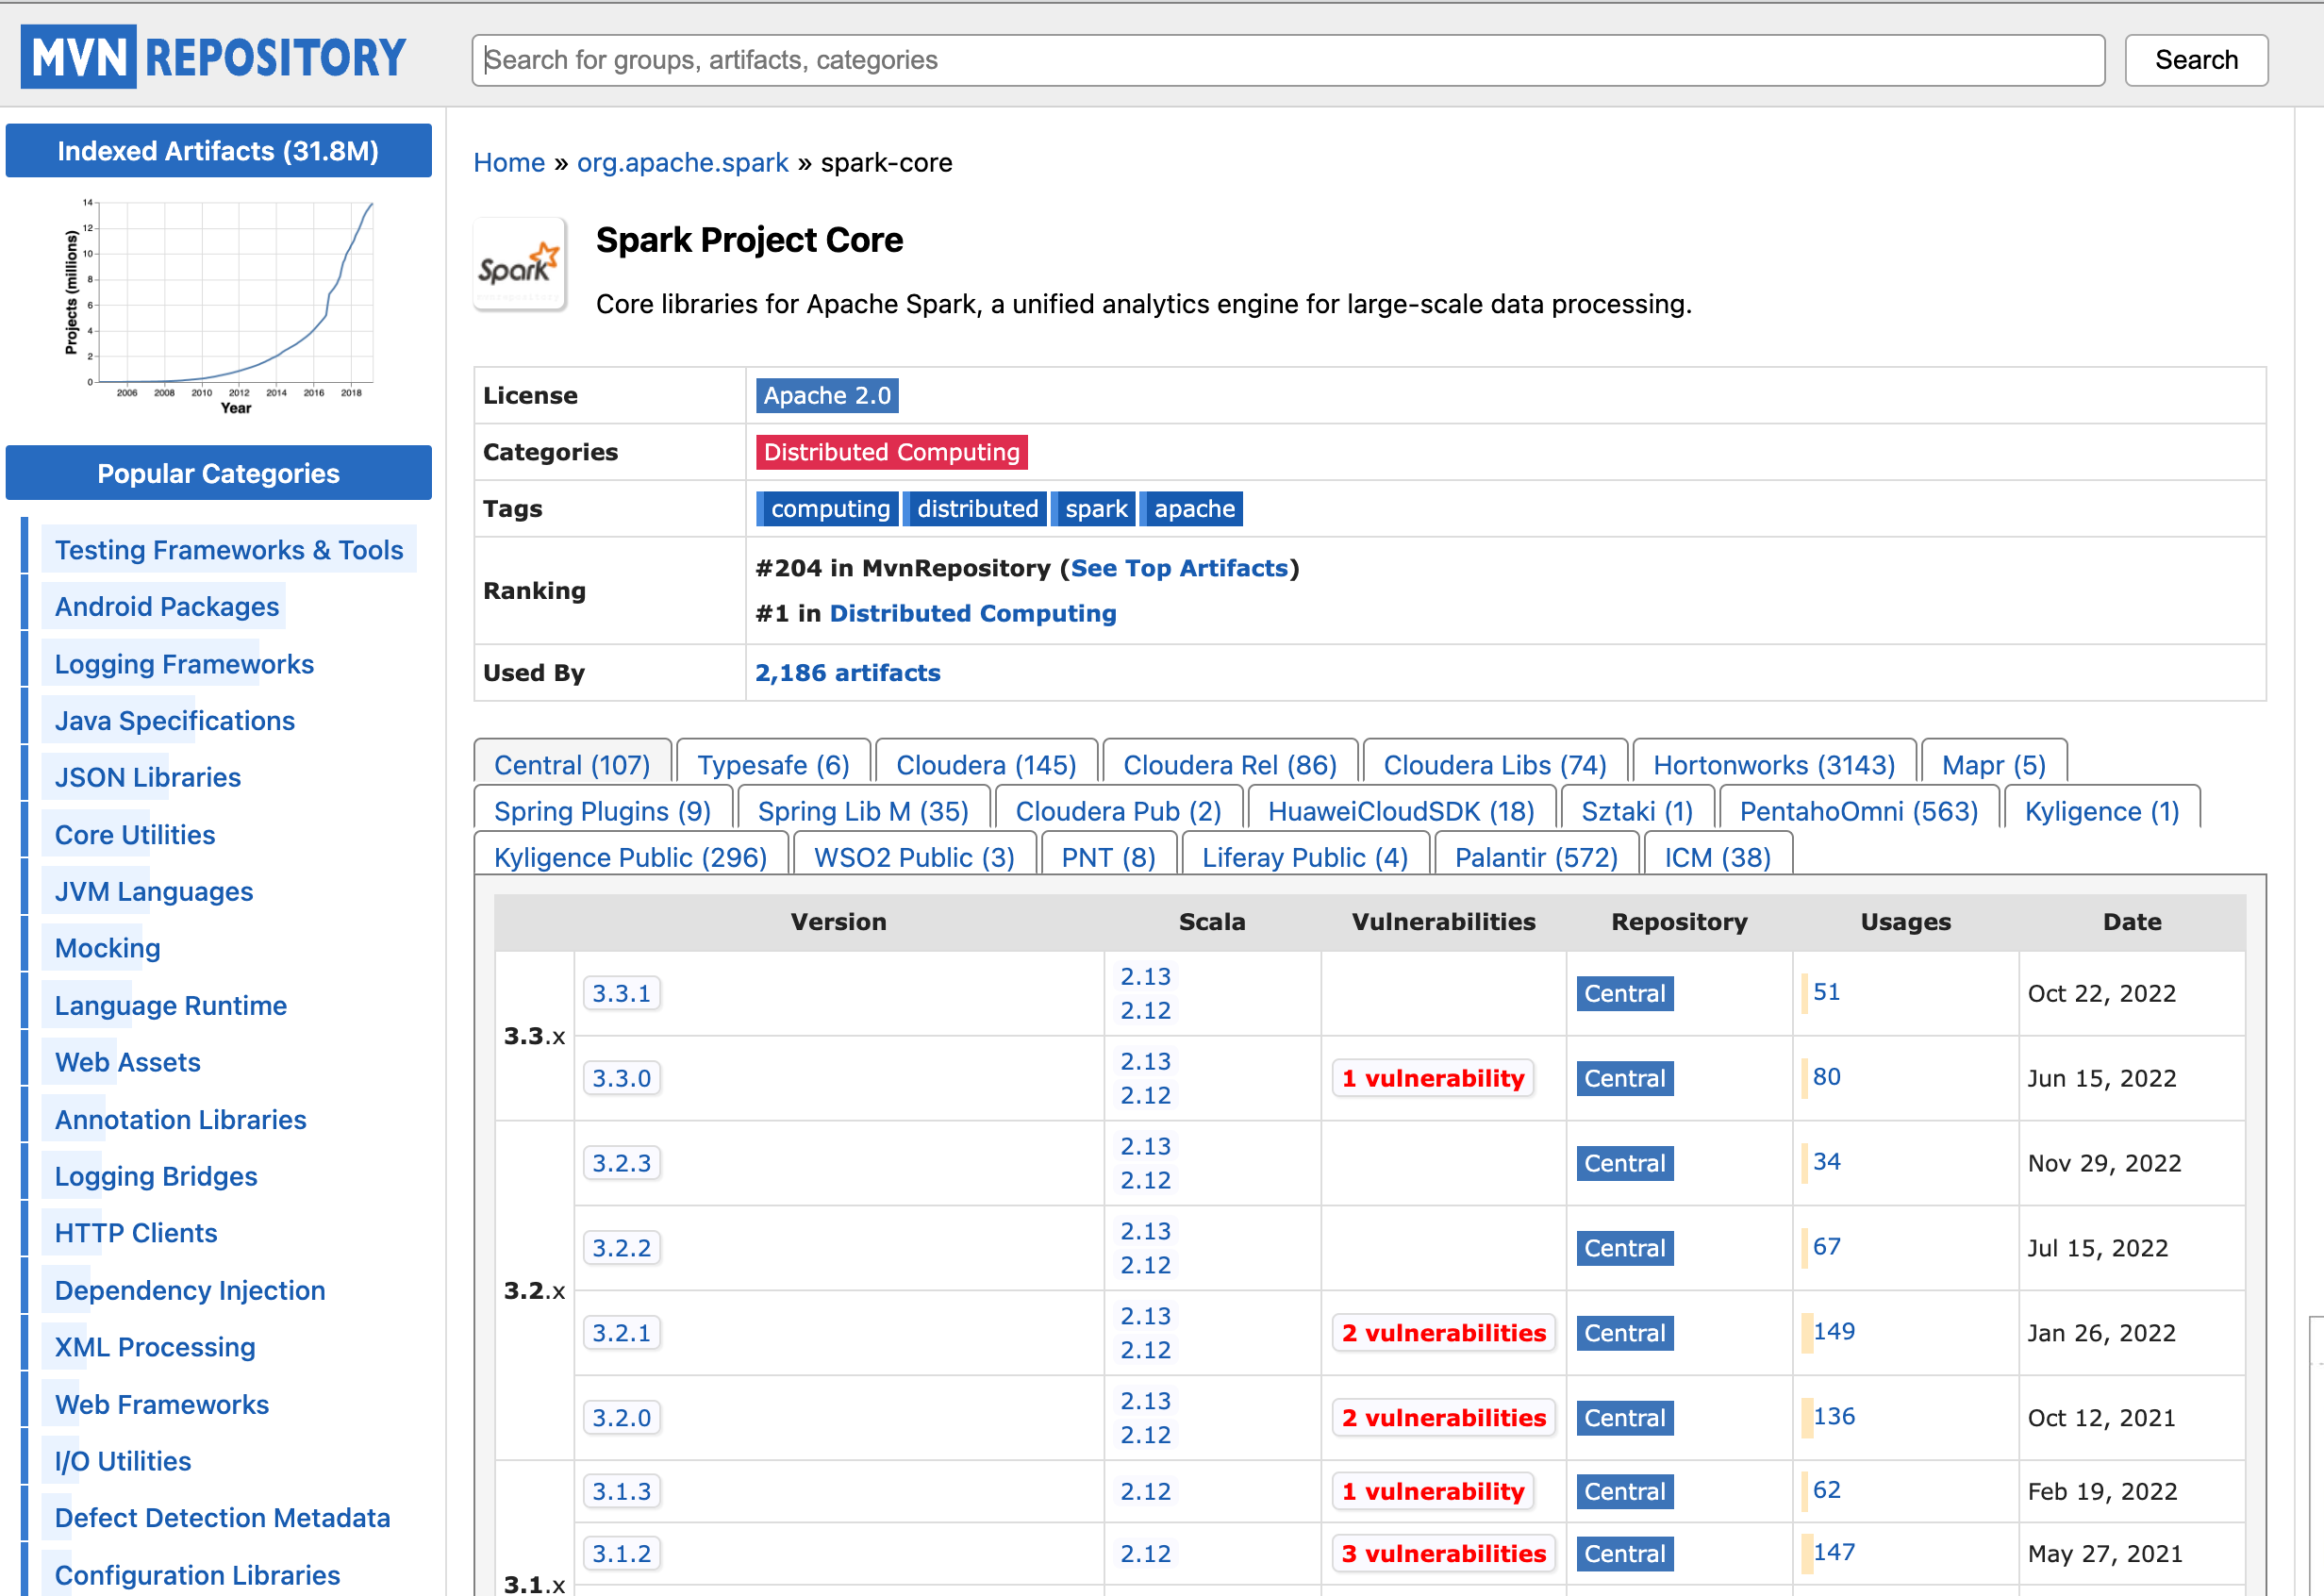 MVN REPOSITORY
Search for groups, artifacts, categories
Search
Indexed Artifacts (31.8M)
Projects (millions)
14
12
10
8
6
4
2
0
2006 2008 2010 2012 2014 2016 2018
Year
Popular Categories
Testing Frameworks & Tools
Android Packages
Logging Frameworks
Java Specifications
JSON Libraries
Core Utilities
JVM Languages
Mocking
Language Runtime
Web Assets
Annotation Libraries
Logging Bridges
HTTP Clients
Dependency Injection
XML Processing
Web Frameworks
I/O Utilities
Defect Detection Metadata
Configuration Libraries
Home » org.apache.spark » spark-core
Spark
Spark Project Core
Core libraries for Apache Spark, a unified analytics engine for large-scale data processing.
License Apache 2.0
Categories Distributed Computing
Tags computing distributed spark apache
Ranking #204 in MvnRepository (See Top Artifacts)
#1 in Distributed Computing
Used By 2,186 artifacts
Central (107) Typesafe (6) Cloudera (145) Cloudera Rel (86) Cloudera Libs (74) Hortonworks (3143) Mapr (5)
Spring Plugins (9) Spring Lib M (35) Cloudera Pub (2) HuaweiCloudSDK (18) Sztaki (1) PentahoOmni (563) Kyligence (1)
Kyligence Public (296) WSO2 Public (3) PNT (8) Liferay Public (4) Palantir (572) ICM (38)
Version Scala Vulnerabilities Repository Usages Date
3.3.x
3.3.1 2.13 2.12 Central 51 Oct 22, 2022
3.3.0 2.13 2.12 1 vulnerability Central 80 Jun 15, 2022
3.2.x
3.2.3 2.13 2.12 Central 34 Nov 29, 2022
3.2.2 2.13 2.12 Central 67 Jul 15, 2022
3.2.1 2.13 2.12 2 vulnerabilities Central 149 Jan 26, 2022
3.2.0 2.13 2.12 2 vulnerabilities Central 136 Oct 12, 2021
3.1.3 2.12 1 vulnerability Central 62 Feb 19, 2022
3.1.2 2.12 3 vulnerabilities Central 147 May 27, 2021
3.1.x